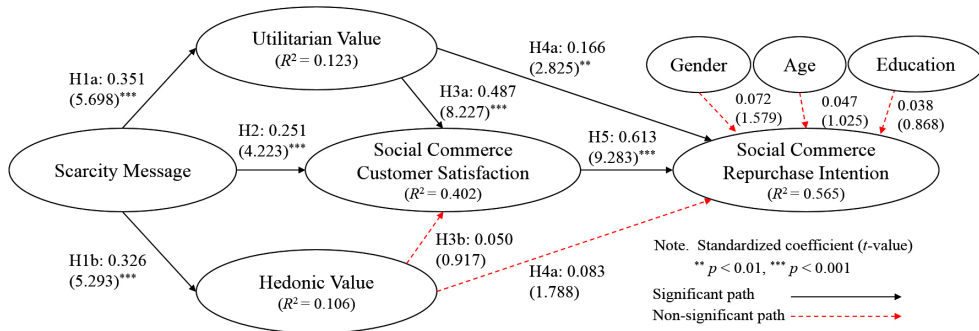 Utilitarian Value
(R² = 0.123)
H1a: 0.351
(5.698)***
H4a: 0.166
(2.825)**
Gender
Age
Education
H3a: 0.487
(8.227)***
0.072
(1.579)
0.047
(1.025)
0.038
(0.868)
Scarcity Message
H2: 0.251
(4.223)***
Social Commerce
Customer Satisfaction
(R² = 0.402)
H5: 0.613
(9.283)***
Social Commerce
Repurchase Intention
(R² = 0.565)
H1b: 0.326
(5.293)***
H3b: 0.050
(0.917)
Hedonic Value
(R² = 0.106)
H4a: 0.083
(1.788)
Note. Standardized coefficient (t-value)
** p < 0.01, *** p < 0.001
Significant path
Non-significant path